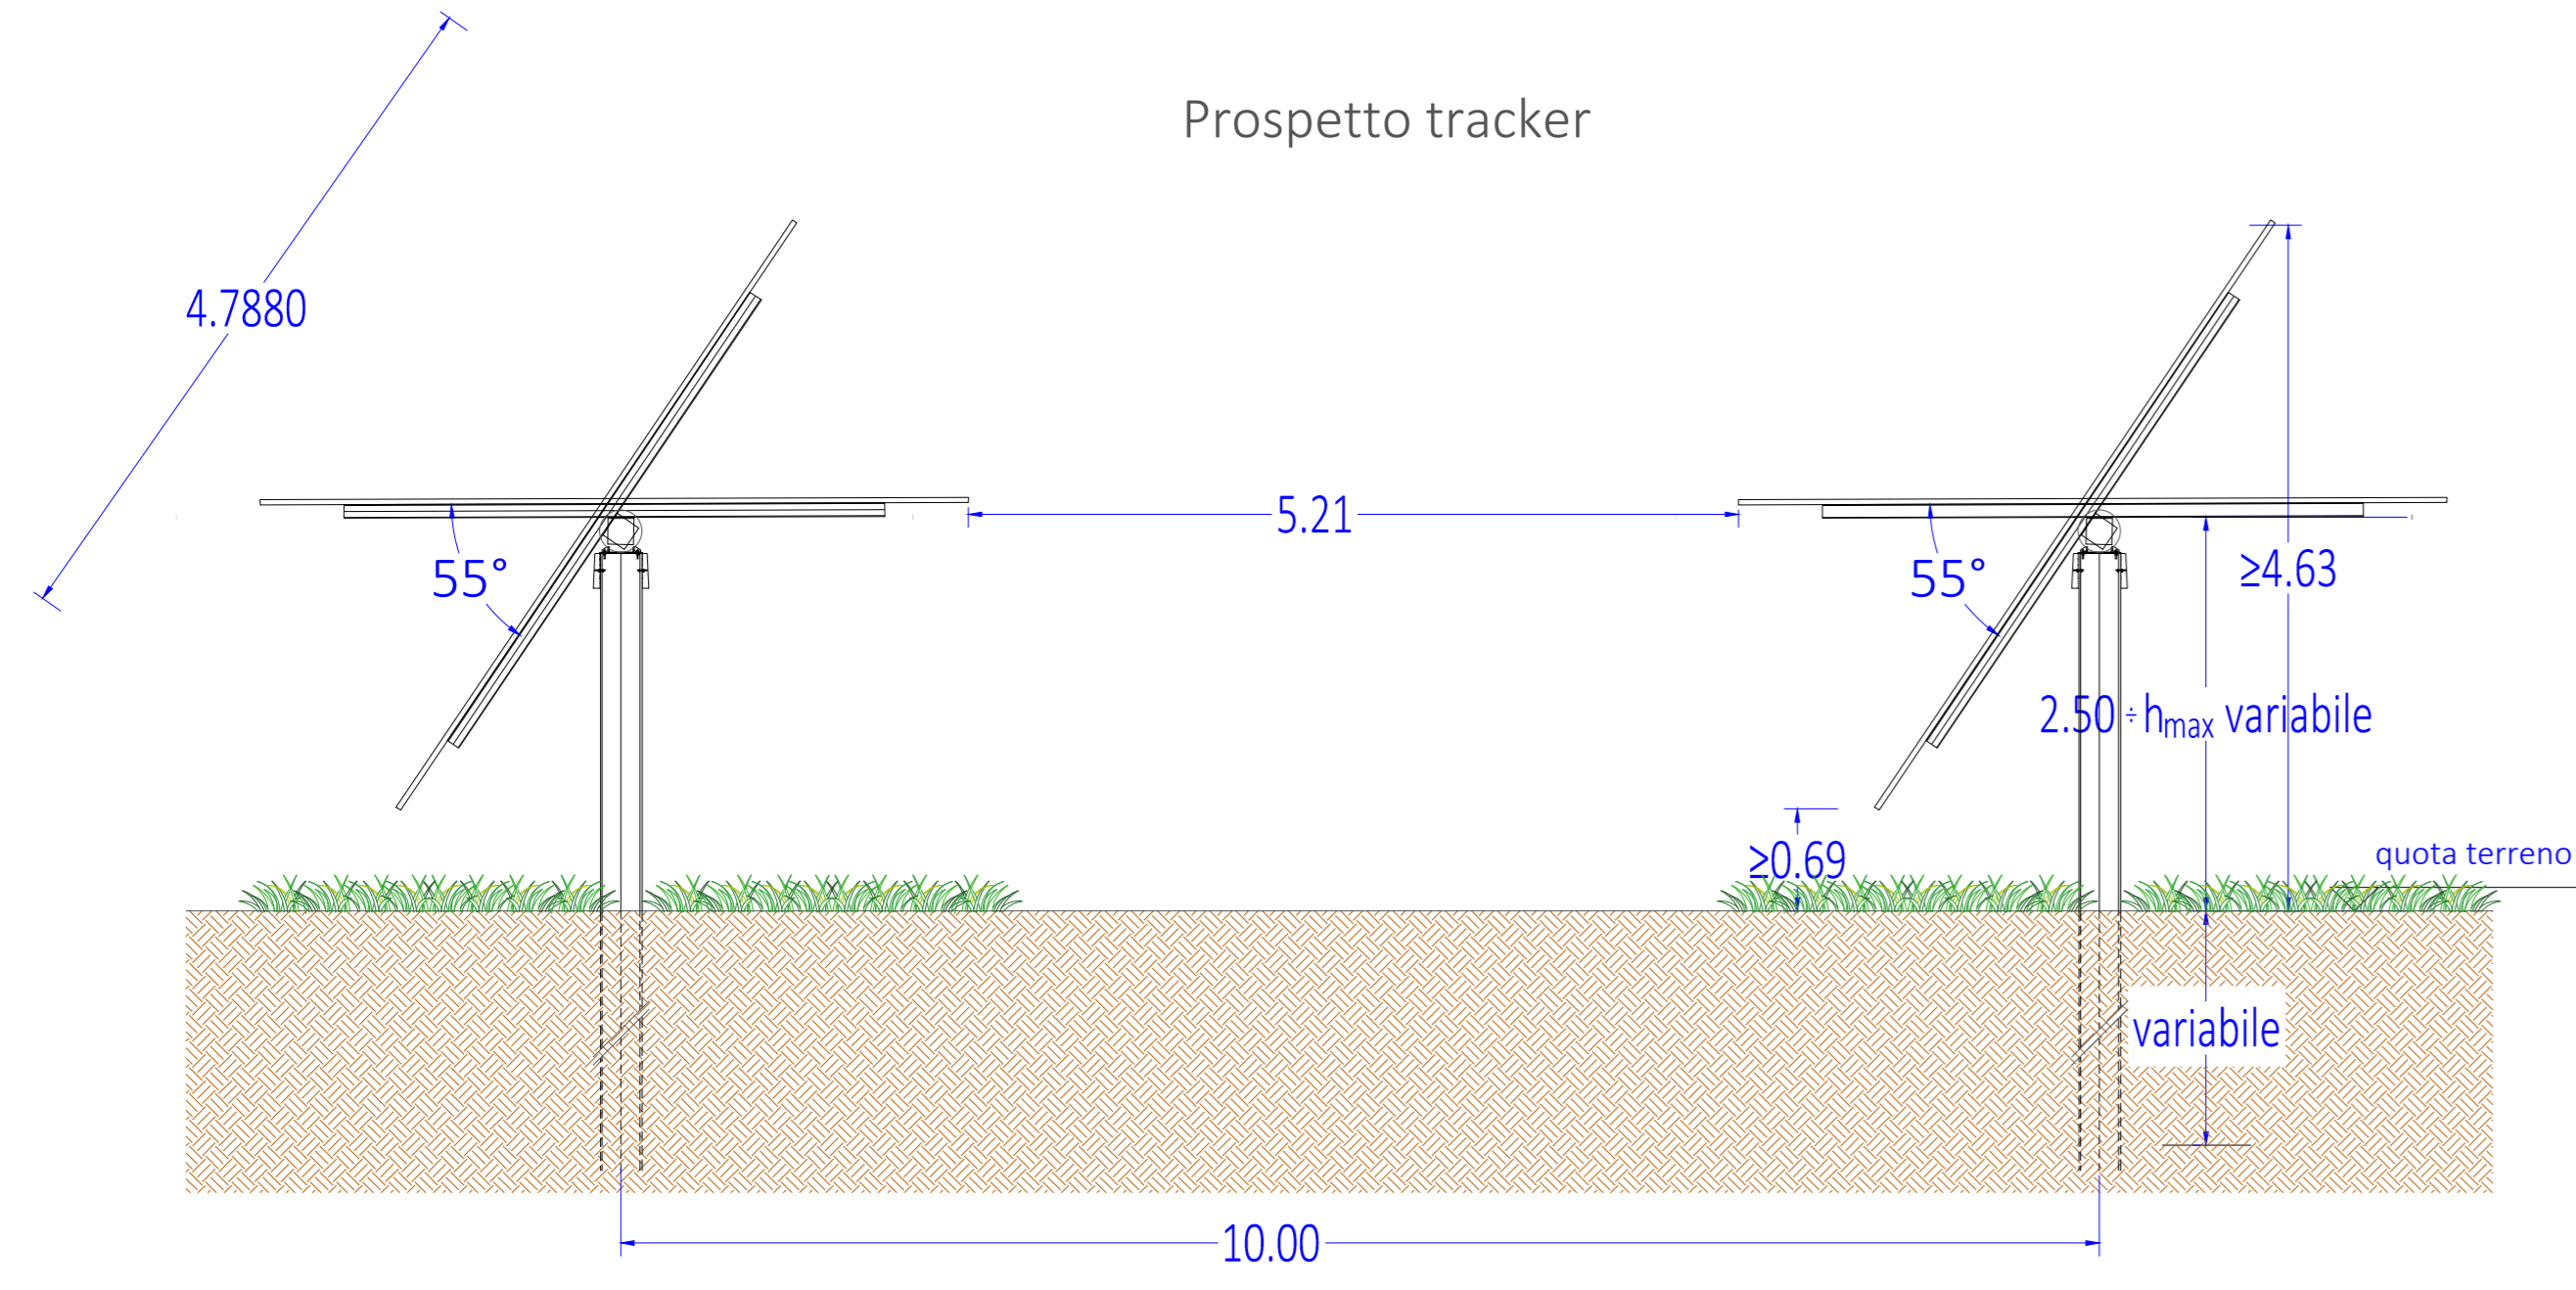 Prospetto tracker
4.7880
5.21
55°
55°
≥4.63
2.50 ÷ hmax variabile
≥0.69
quota terreno
variabile
10.00